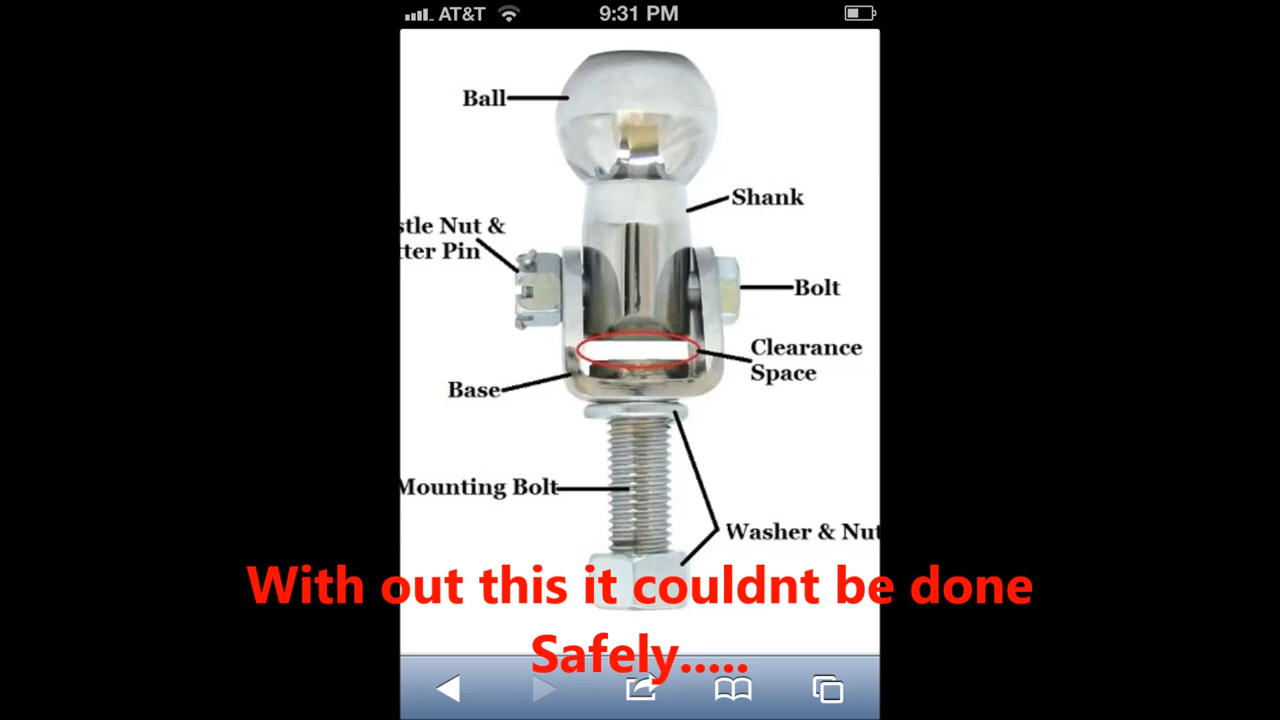 AT&T 9:31 PM
Ball
Shank
stle Nut &
tter Pin
Bolt
Clearance
Space
Base
Mounting Bolt
Washer & Nut
With out this it couldnt be done
Safely.....